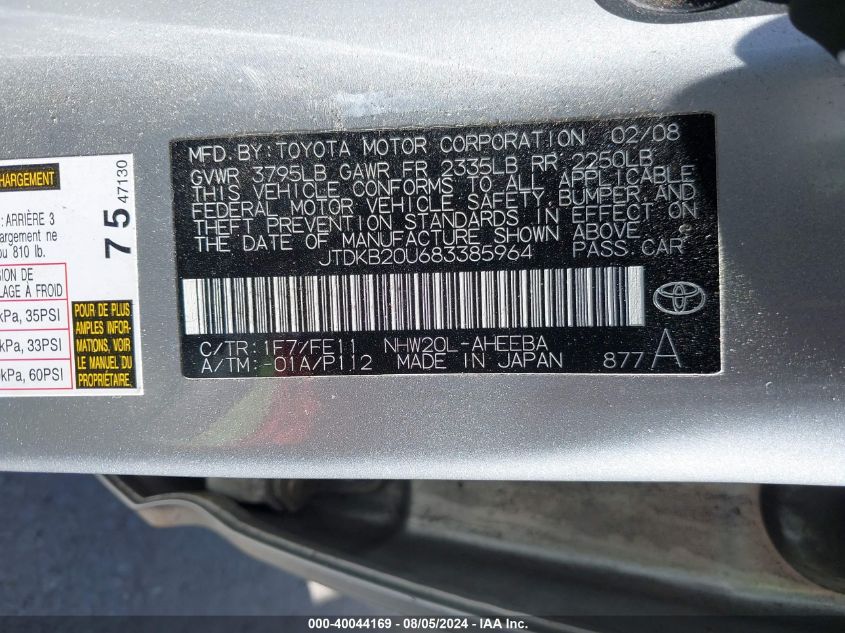 HARGEMENT
: ARRIÈRE 3
hargement ne
ou 810 lb.
SION DE
LAGE À FROID
kPa, 35PSI
kPa, 33PSI
kPa, 60PSI
75 47130
POUR DE PLUS
AMPLES INFOR-
MATIONS, VOIR
LE MANUEL DU
PROPRIÉTAIRE.
MFD. BY: TOYOTA MOTOR CORPORATION 02/08
GVWR 3795LB GAWR FR 2335LB RR: 2250LB
THIS VEHICLE CONFORMS TO ALL APPLICABLE
FEDERAL MOTOR VEHICLE SAFETY, BUMPER, AND
THEFT PREVENTION STANDARDS IN EFFECT ON
THE DATE OF MANUFACTURE SHOWN ABOVE.
JTDKB20U683385964 PASS. CAR
C/TR: 1F7/FE11 NHW20L-AHEEBA
A/TM: -01A/P112 MADE IN JAPAN 877 A
000-40044169 - 08/05/2024 - IAA Inc.